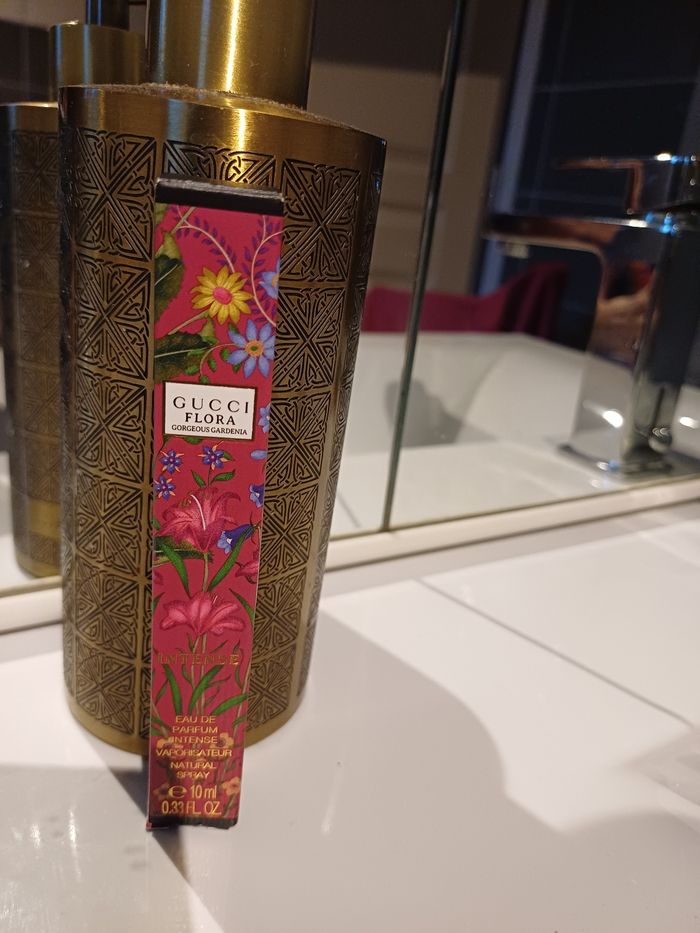 GUCCI
FLORA
GORGEOUS GARDENIA
INTENSE
EAU DE
PARFUM
INTENSE
VAPORISATEUR
NATURAL
SPRAY
℮ 10 ml
0.33 FL. OZ.